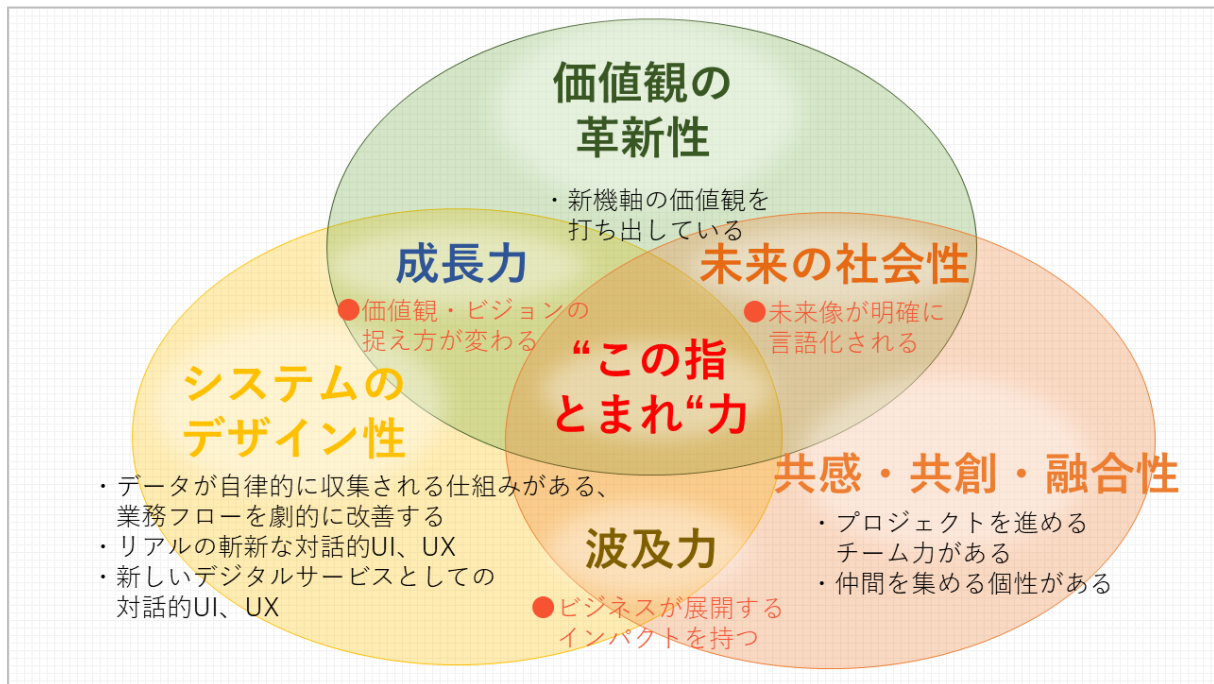 価値観の
革新性
・新機軸の価値観を
打ち出している
成長力
●価値観・ビジョンの
捉え方が変わる
未来の社会性
●未来像が明確に
言語化される
“この指
とまれ“力
システムの
デザイン性
・データが自律的に収集される仕組みがある、
業務フローを劇的に改善する
・リアルの斬新な対話的UI、UX
・新しいデジタルサービスとしての
対話的UI、UX
共感・共創・融合性
・プロジェクトを進める
チーム力がある
・仲間を集める個性がある
波及力
●ビジネスが展開する
インパクトを持つ